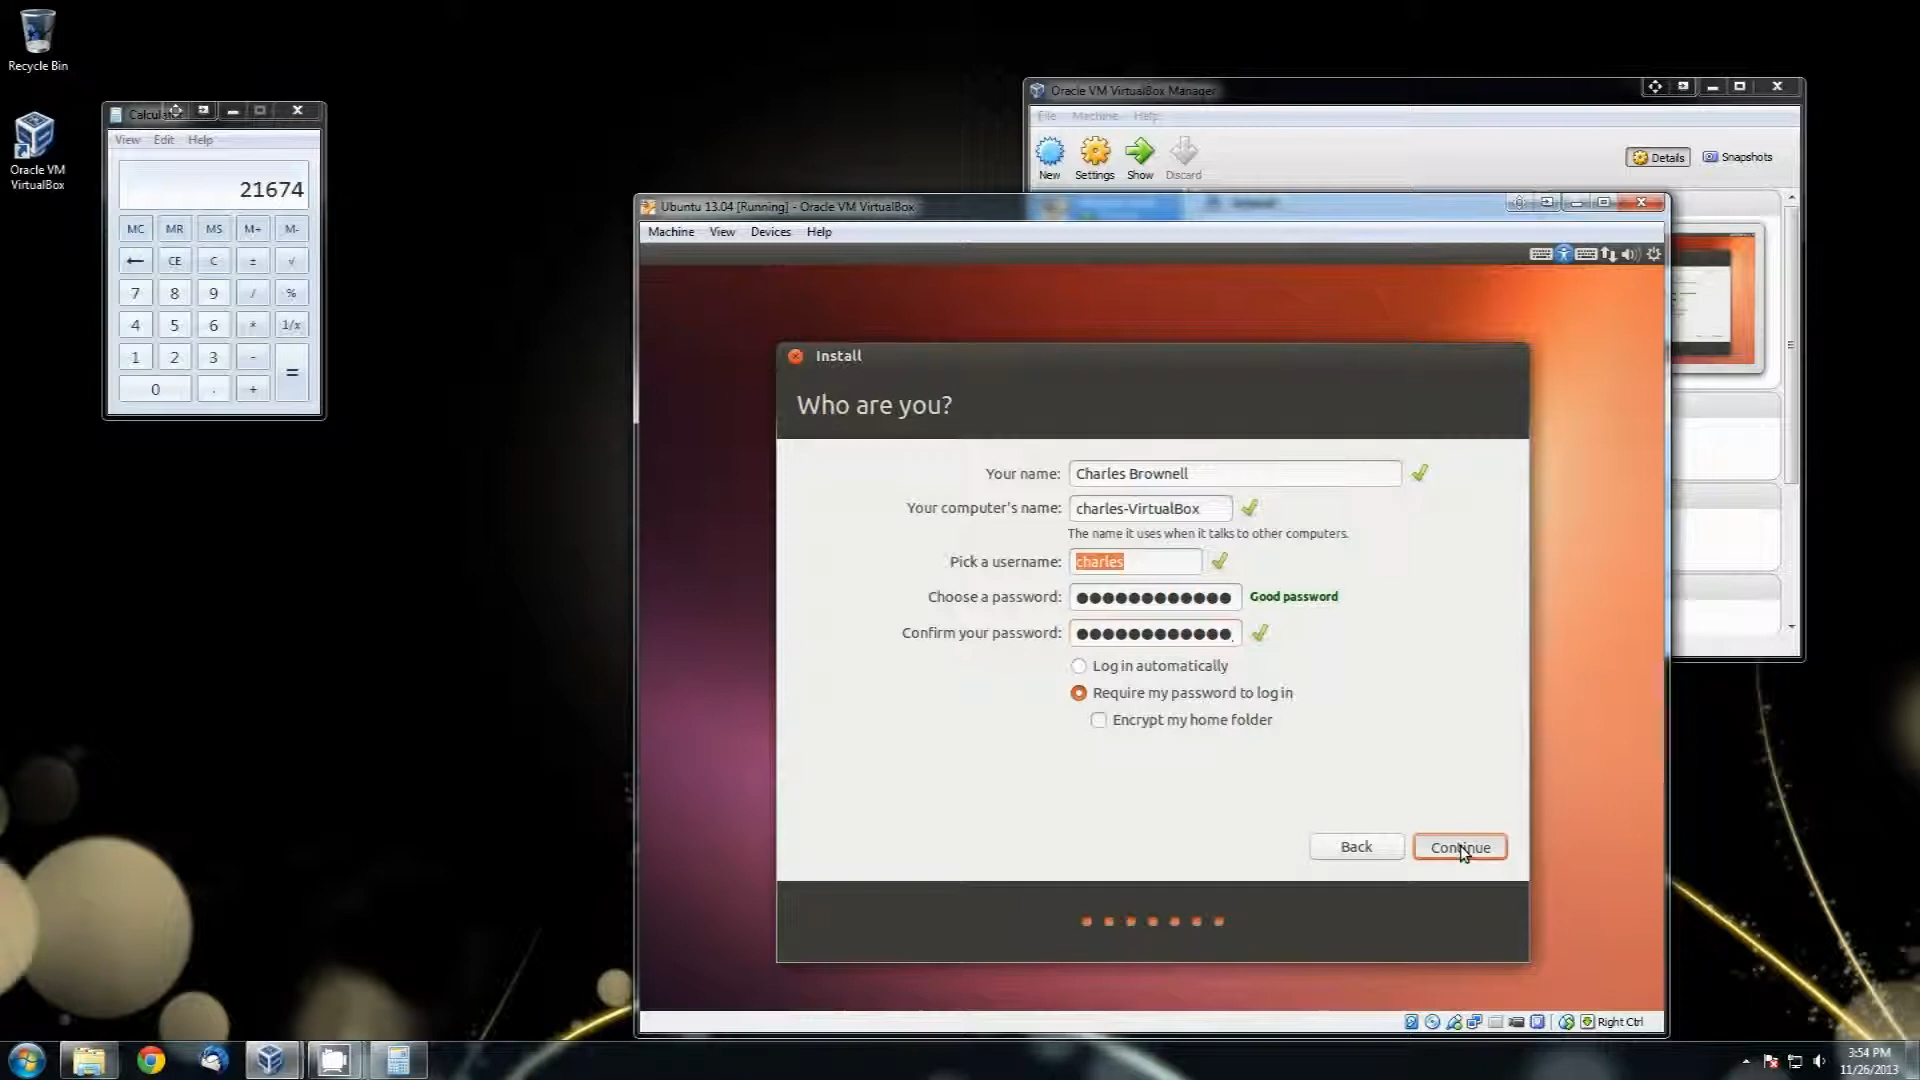 Recycle Bin
Oracle VM
VirtualBox
Calculator
View Edit Help
21674
MC MR MS M+ M-
← CE C ± √
7 8 9 / %
4 5 6 * 1/x
1 2 3 - =
0 . +
Oracle VM VirtualBox Manager
File Machine Help
New Settings Show Discard
Details Snapshots
Ubuntu 13.04 [Running] - Oracle VM VirtualBox
Machine View Devices Help
Install
Who are you?
Your name: Charles Brownell
Your computer's name: charles-VirtualBox
The name it uses when it talks to other computers.
Pick a username: charles
Choose a password: ●●●●●●●●●●●● Good password
Confirm your password: ●●●●●●●●●●●●
Log in automatically
Require my password to log in
Encrypt my home folder
Back Continue
Right Ctrl
3:54 PM
11/26/2013